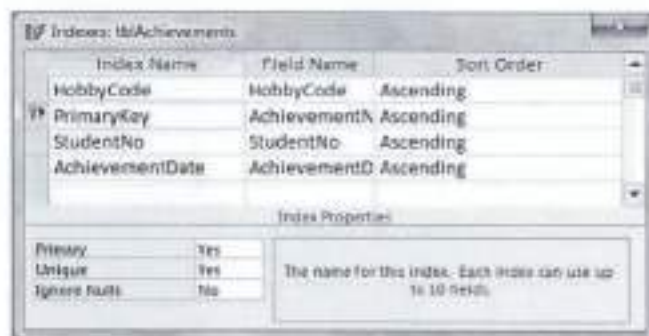 Indexes: tblAchievements
Index Name Field Name Sort Order
HobbyCode HobbyCode Ascending
PrimaryKey AchievementN Ascending
StudentNo StudentNo Ascending
AchievementDate AchievementD Ascending
Index Properties
Primary Yes
Unique Yes
Ignore Nulls No
The name for this index. Each index can use up
to 10 fields.